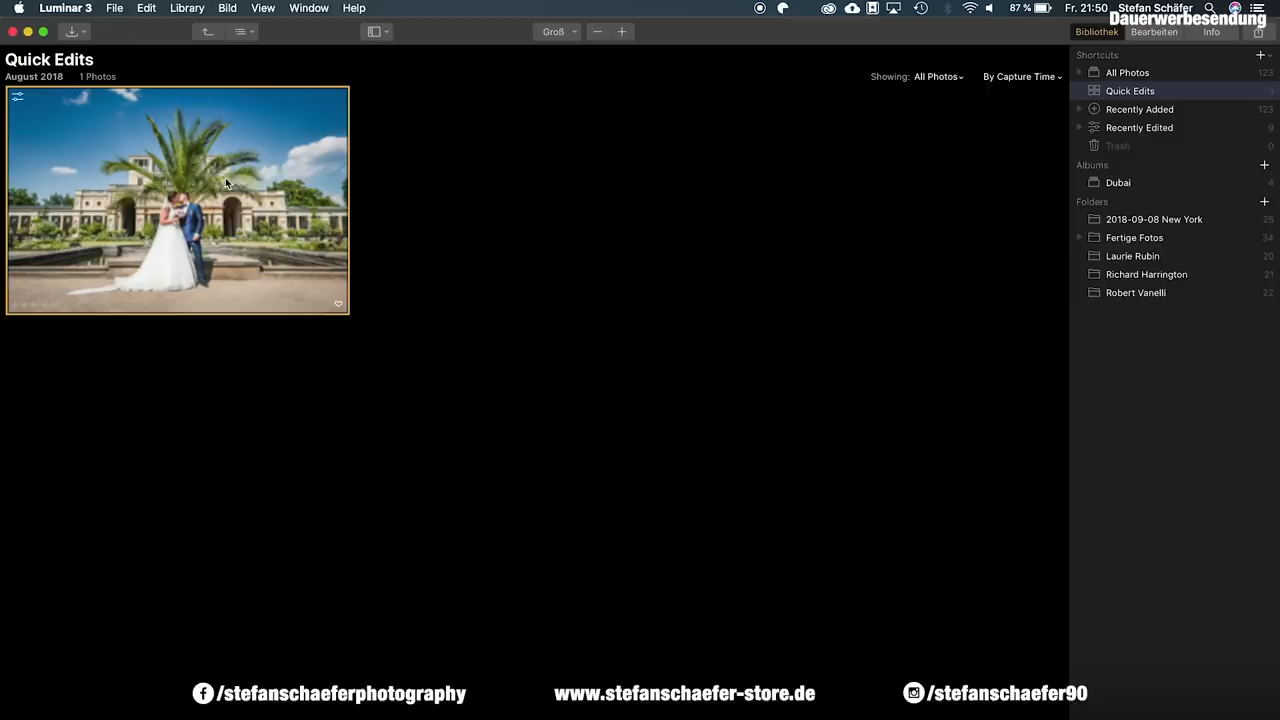 Luminar 3 File Edit Library Bild View Window Help 87 % Fr. 21:50 Stefan Schäfer
Dauerwerbesendung
Groß Bibliothek Bearbeiten Info
Quick Edits
August 2018 1 Photos Showing: All Photos By Capture Time
Shortcuts
All Photos 123
Quick Edits 1
Recently Added 123
Recently Edited 9
Trash 0
Albums
Dubai 4
Folders
2018-09-08 New York 25
Fertige Fotos 34
Laurie Rubin 20
Richard Harrington 21
Robert Vanelli 22
/stefanschaeferphotography www.stefanschaefer-store.de /stefanschaefer90